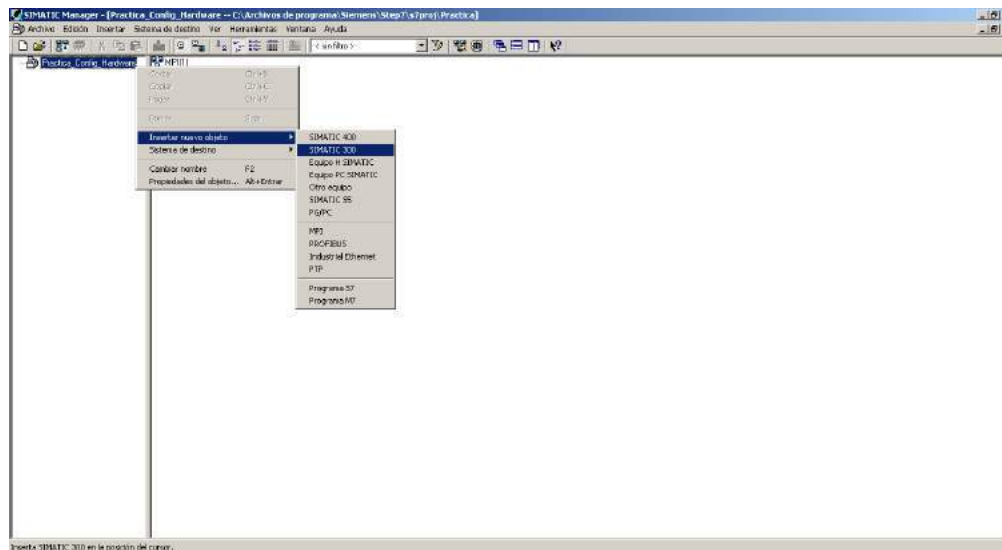 SIMATIC Manager - [Practica_Config_Hardware -- C:\Archivos de programa\Siemens\Step7\s7proj\Practica]
Archivo Edición Insertar Sistema de destino Ver Herramientas Ventana Ayuda
< sin filtro >
Practica_Config_Hardware
MPI(1)
Cortar Ctrl+X
Copiar Ctrl+C
Pegar Ctrl+V
Borrar Supr
Insertar nuevo objeto
Sistema de destino
Cambiar nombre F2
Propiedades del objeto... Alt+Entrar
SIMATIC 400
SIMATIC 300
Equipo H SIMATIC
Equipo PC SIMATIC
Otro equipo
SIMATIC S5
PG/PC
MPI
PROFIBUS
Industrial Ethernet
PTP
Programa S7
Programa M7
Inserta SIMATIC 300 en la posición del cursor.